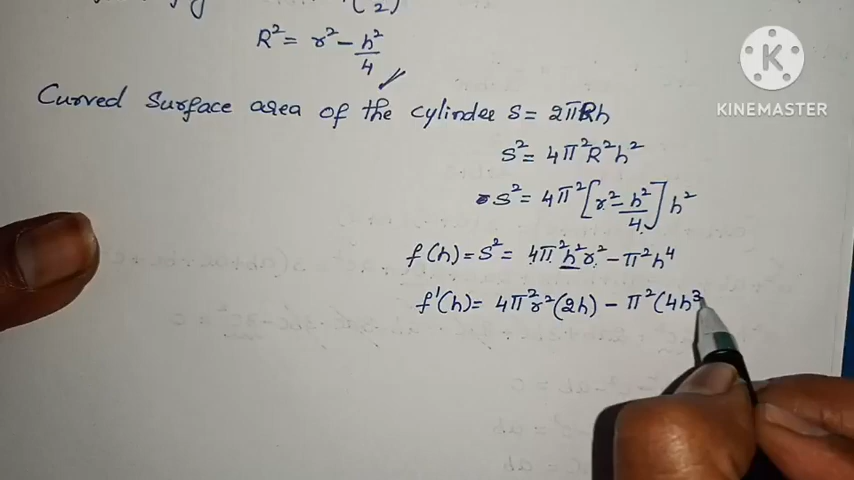 R² = r² - h²/4
Curved Surface area of the cylinder S = 2πRh
S² = 4π²R²h²
S² = 4π²[r² - h²/4]h²
f(h) = S² = 4π²h²r² - π²h⁴
f'(h) = 4π²r²(2h) - π²(4h³
KINEMASTER